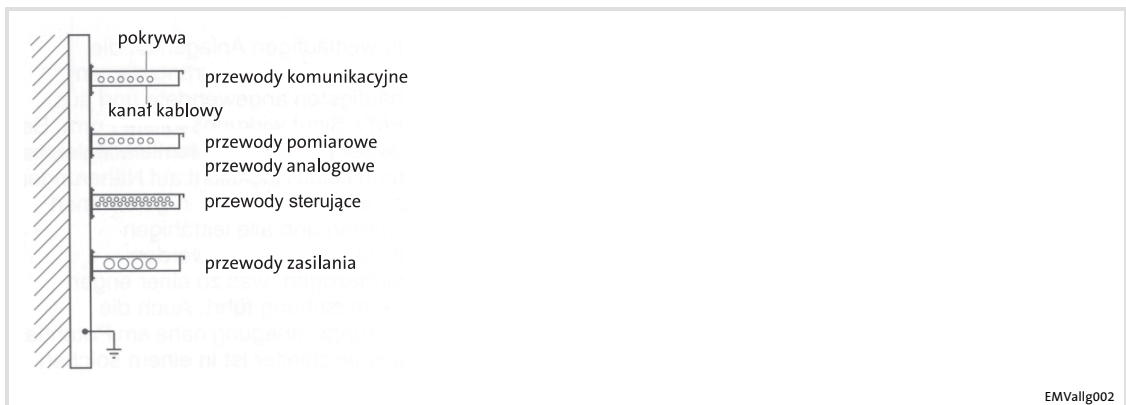 pokrywa
przewody komunikacyjne
kanał kablowy
przewody pomiarowe
przewody analogowe
przewody sterujące
przewody zasilania
EMVallg002